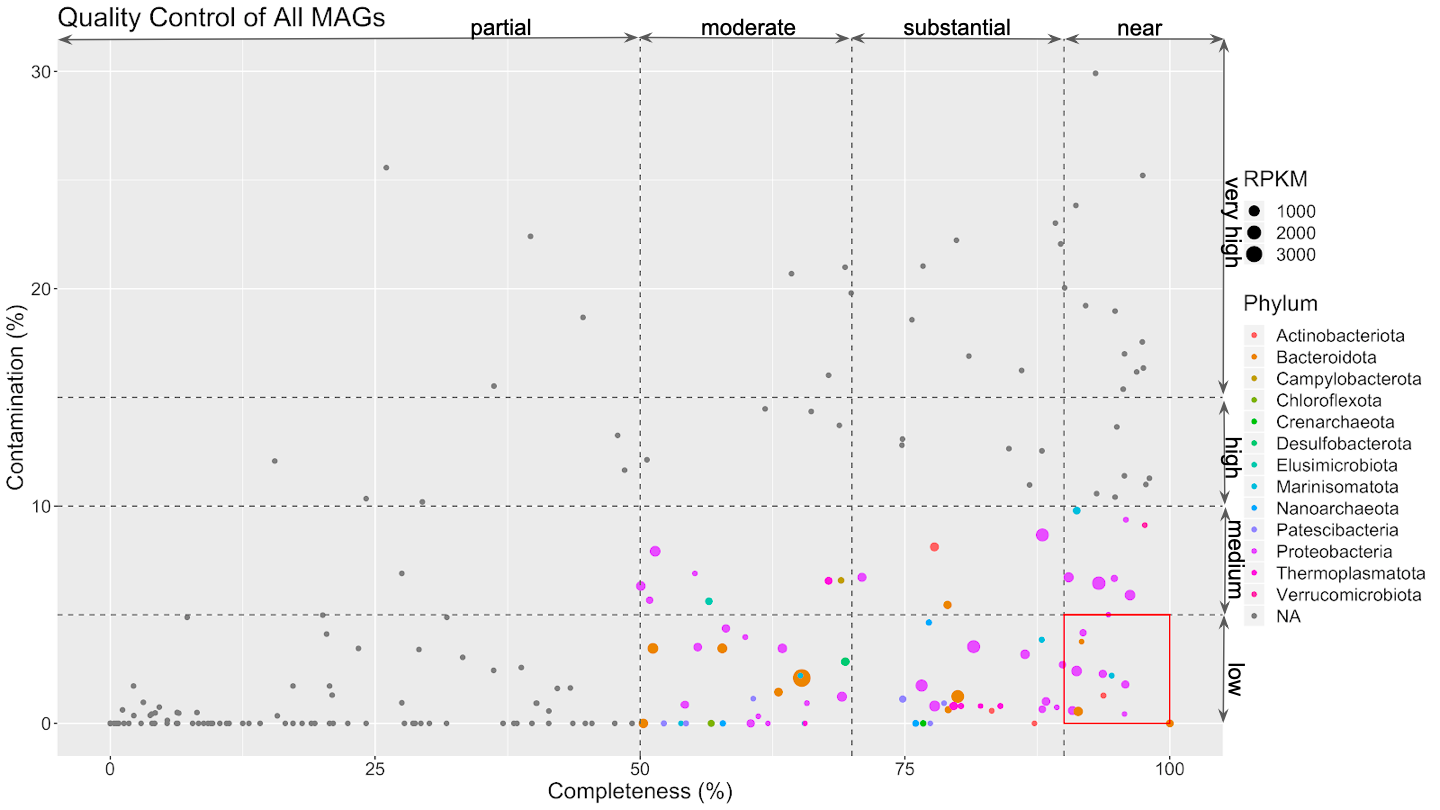 Quality Control of All MAGs
partial
moderate
substantial
near
30
20
10
0
Contamination (%)
0
25
50
75
100
Completeness (%)
very high
high
medium
low
RPKM
1000
2000
3000
Phylum
Actinobacteriota
Bacteroidota
Campylobacterota
Chloroflexota
Crenarchaeota
Desulfobacterota
Elusimicrobiota
Marinisomatota
Nanoarchaeota
Patescibacteria
Proteobacteria
Thermoplasmatota
Verrucomicrobiota
NA